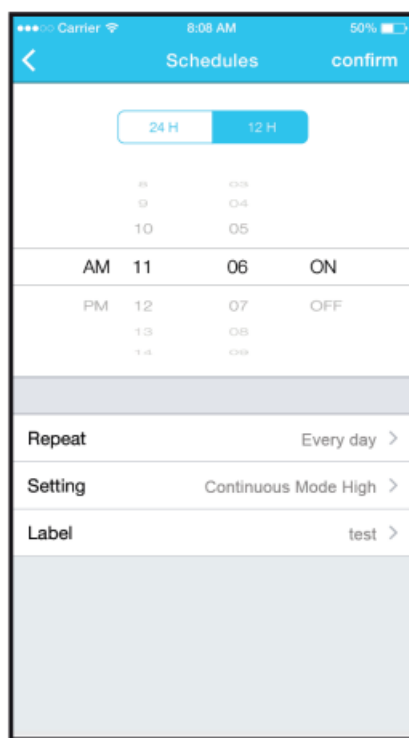 Carrier 8:08 AM 50%
Schedules confirm
24 H 12 H
8 03
9 04
10 05
AM 11 06 ON
PM 12 07 OFF
13 08
14 09
Repeat Every day
Setting Continuous Mode High
Label test